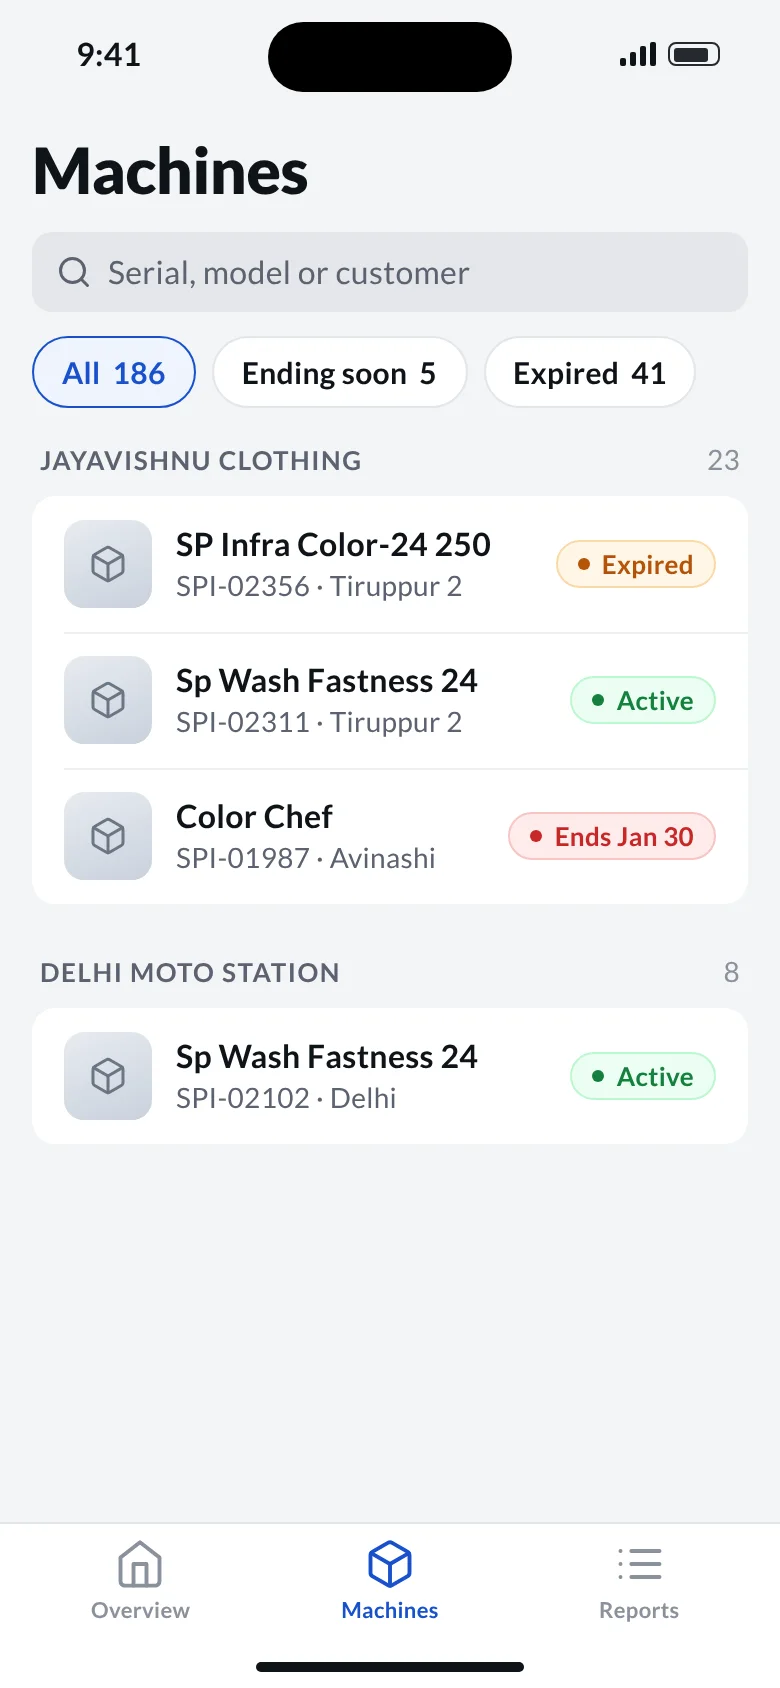 9:41
Machines
Serial, model or customer
All 186 Ending soon 5 Expired 41
JAYAVISHNU CLOTHING 23
SP Infra Color-24 250
SPI-02356 · Tiruppur 2
Expired
Sp Wash Fastness 24
SPI-02311 · Tiruppur 2
Active
Color Chef
SPI-01987 · Avinashi
Ends Jan 30
DELHI MOTO STATION 8
Sp Wash Fastness 24
SPI-02102 · Delhi
Active
Overview Machines Reports